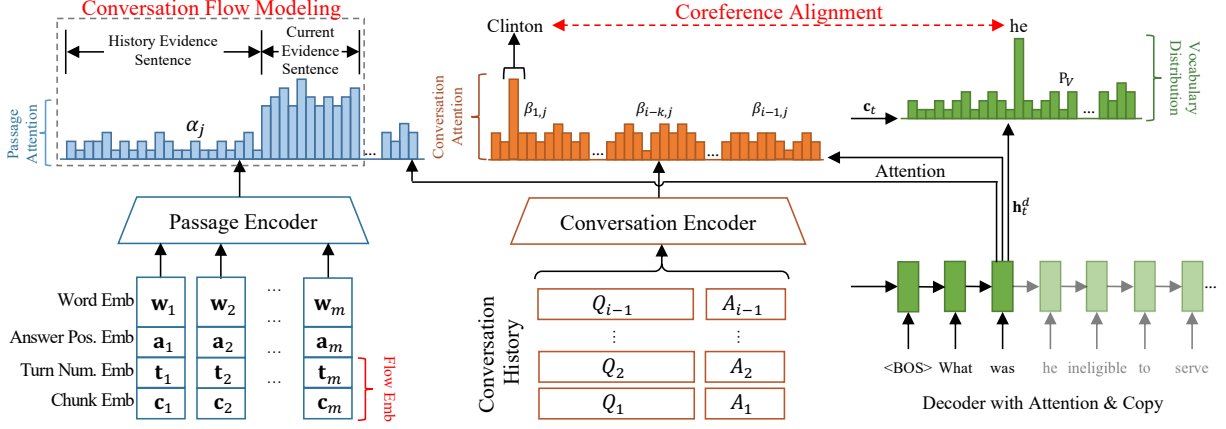 Conversation Flow Modeling
History Evidence
Sentence
Current
Evidence
Sentence
Passage
Attention
α_j
...
Passage Encoder
Word Emb
w_1
w_2
...
w_m
Answer Pos. Emb
a_1
a_2
...
a_m
Turn Num. Emb
t_1
t_2
...
t_m
Chunk Emb
c_1
c_2
...
c_m
Flow Emb
Coreference Alignment
Clinton
he
Conversation
Attention
β_{1,j}
β_{i-k,j}
β_{i-1,j}
...
...
Conversation Encoder
Conversation
History
Q_{i-1}
A_{i-1}
⋮
⋮
Q_2
A_2
Q_1
A_1
c_t
P_V
...
Vocabulary
Distribution
Attention
h_t^d
...
<BOS> What was he ineligible to serve
Decoder with Attention & Copy